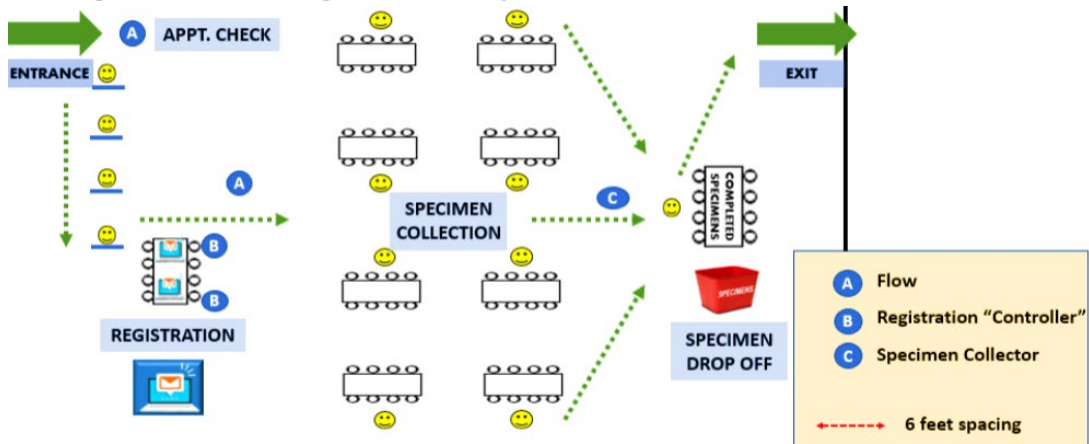 A APPT. CHECK
ENTRANCE
EXIT
A
B
B
REGISTRATION
SPECIMEN
COLLECTION
C
COMPLETED
SPECIMENS
SPECIMENS
SPECIMEN
DROP OFF
A Flow
B Registration “Controller”
C Specimen Collector
6 feet spacing